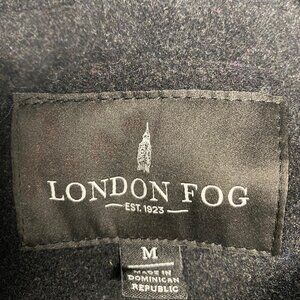 LONDON FOG
EST. 1923
M
MADE IN
DOMINICAN
REPUBLIC